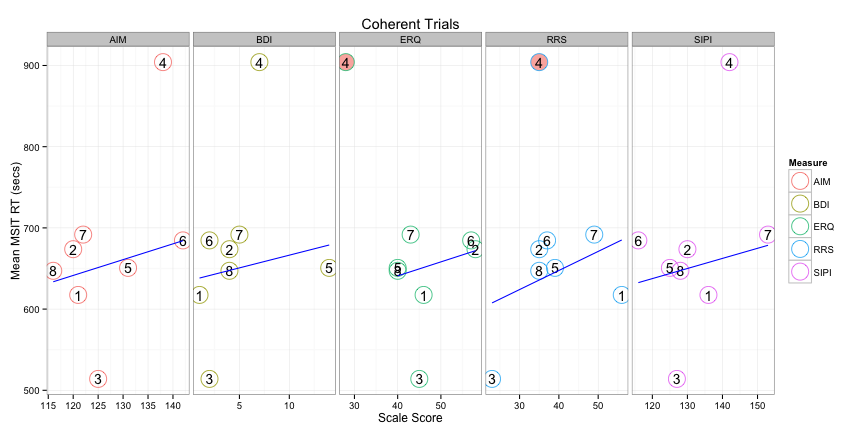 Coherent Trials
AIM BDI ERQ RRS SIPI
Mean MSIT RT (secs)
900
800
700
600
500
4 4 4 4 4
7 7 7 7 7
6 6 6 6 6
2 2 2 2 2
8 8 8 8 8
5 5 5 5 5
1 1 1 1 1
3 3 3 3 3
115 120 125 130 135 140 5 10 30 40 50 30 40 50 120 130 140 150
Scale Score
Measure
AIM
BDI
ERQ
RRS
SIPI